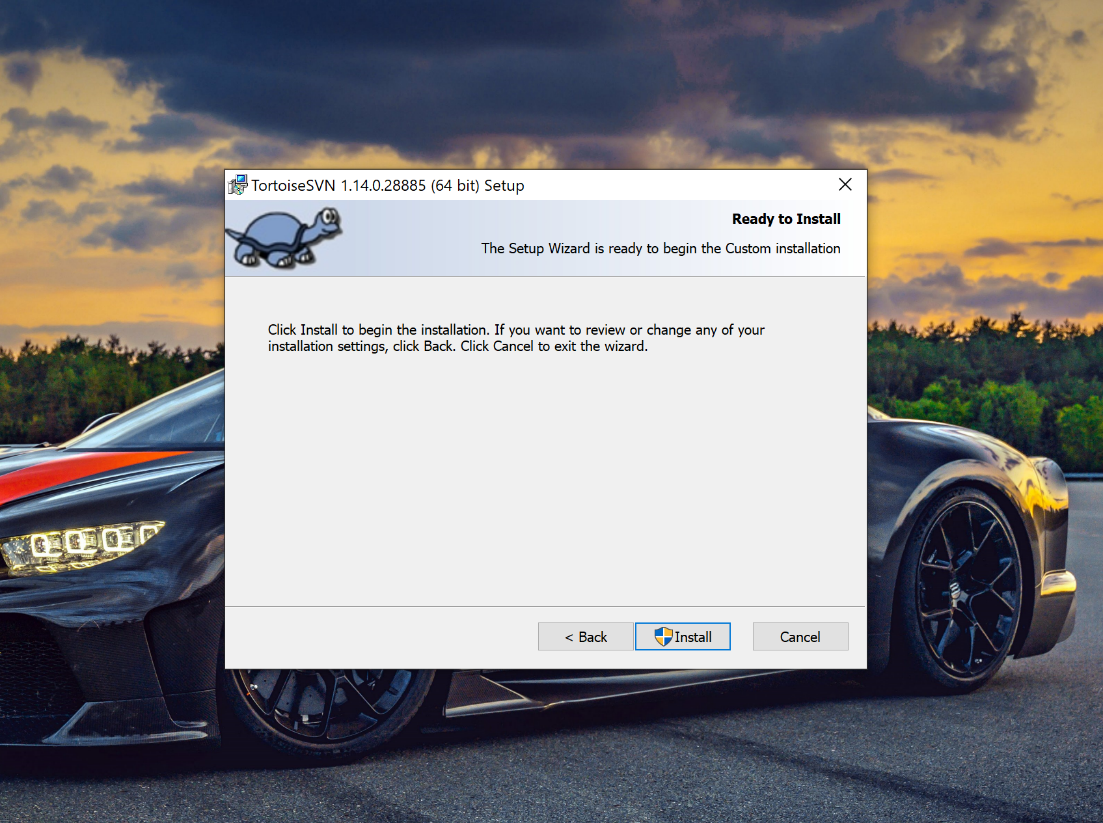 TortoiseSVN 1.14.0.28885 (64 bit) Setup
Ready to Install
The Setup Wizard is ready to begin the Custom installation
Click Install to begin the installation. If you want to review or change any of your
installation settings, click Back. Click Cancel to exit the wizard.
< Back
Install
Cancel